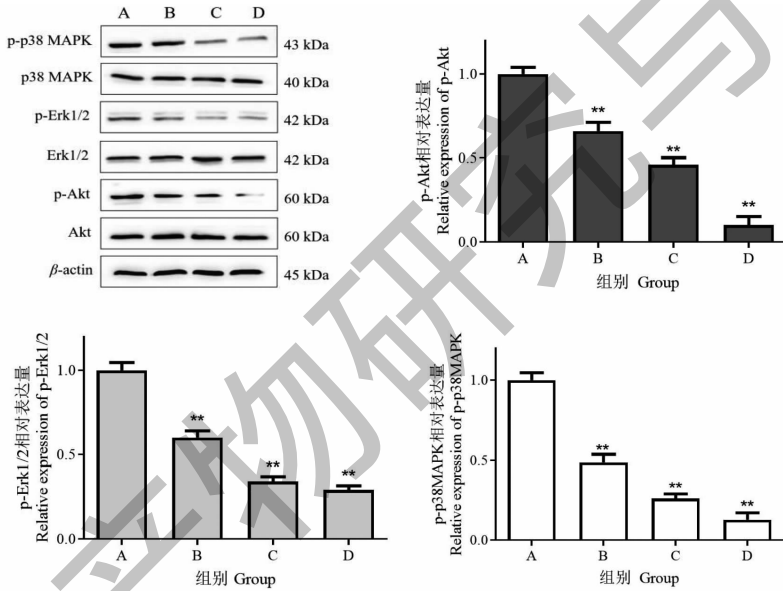 A B C D
p-p38 MAPK 43 kDa
p38 MAPK 40 kDa
p-Erk1/2 42 kDa
Erk1/2 42 kDa
p-Akt 60 kDa
Akt 60 kDa
β-actin 45 kDa
p-Akt相对表达量
Relative expression of p-Akt
1.0
0.5
0.0
** ** **
A B C D
组别 Group
p-Erk1/2相对表达量
Relative expression of p-Erk1/2
1.0
0.5
0.0
** ** **
A B C D
组别 Group
p-p38MAPK相对表达量
Relative expression of p-p38MAPK
1.0
0.5
0.0
** ** **
A B C D
组别 Group
物研究与